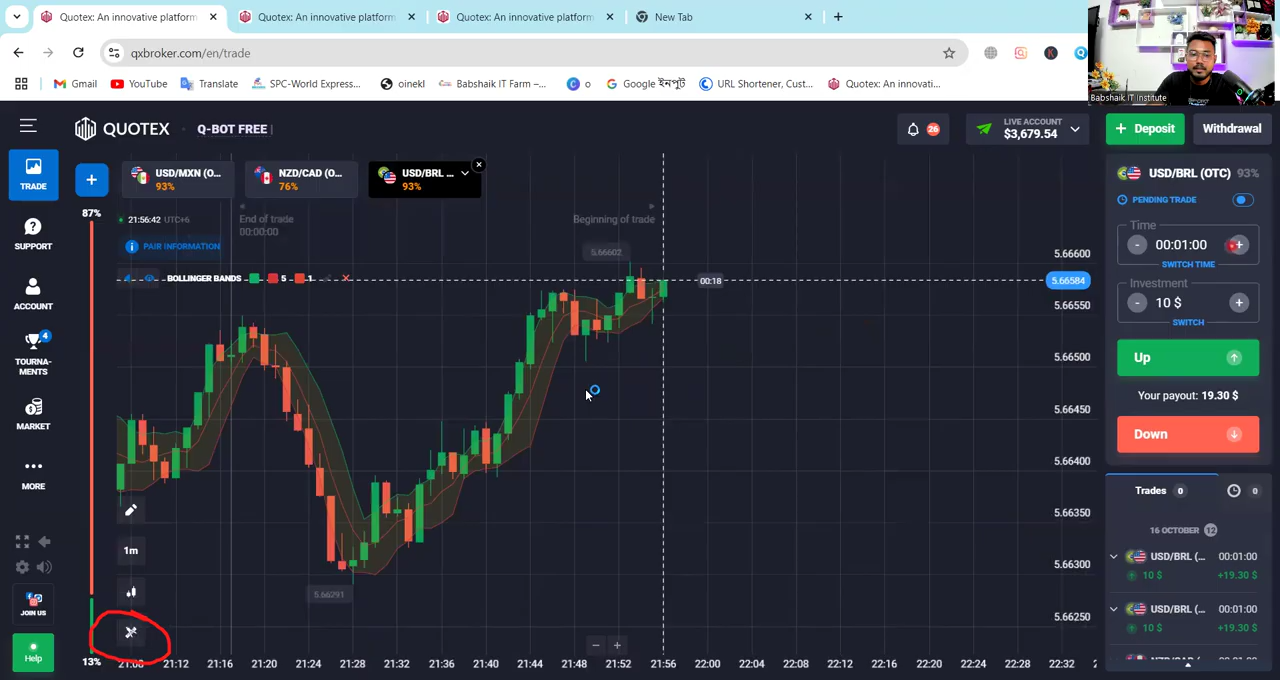 Quotex: An innovative platform
Quotex: An innovative platform
Quotex: An innovative platform
New Tab
qxbroker.com/en/trade
Gmail
YouTube
Translate
SPC-World Express...
oinekl
Babshaik IT Farm –...
o
Google ইনপুট
URL Shortener, Cust...
Quotex: An innovati...
Babshaik IT Institute
QUOTEX
Q-BOT FREE
26
LIVE ACCOUNT
$3,679.54
+ Deposit
Withdrawal
TRADE
SUPPORT
ACCOUNT
4
TOURNA-
MENTS
MARKET
MORE
JOIN US
Help
+
USD/MXN (O...
93%
NZD/CAD (O...
76%
USD/BRL ...
93%
87%
21:56:42 UTC+6
End of trade
00:00:00
Beginning of trade
PAIR INFORMATION
5.66602
BOLLINGER BANDS 5 1
00:18
5.66291
1m
13%
5.66600
5.66584
5.66550
5.66500
5.66450
5.66400
5.66350
5.66300
5.66250
21:08 21:12 21:16 21:20 21:24 21:28 21:32 21:36 21:40 21:44 21:48 21:52 21:56 22:00 22:04 22:08 22:12 22:16 22:20 22:24 22:28 22:32
USD/BRL (OTC) 93%
PENDING TRADE
Time
- 00:01:00 +
SWITCH TIME
Investment
- 10 $ +
SWITCH
Up
Your payout: 19.30 $
Down
Trades 0 0
16 OCTOBER 12
USD/BRL (... 00:01:00
10 $ +19.30 $
USD/BRL (... 00:01:00
10 $ +19.30 $